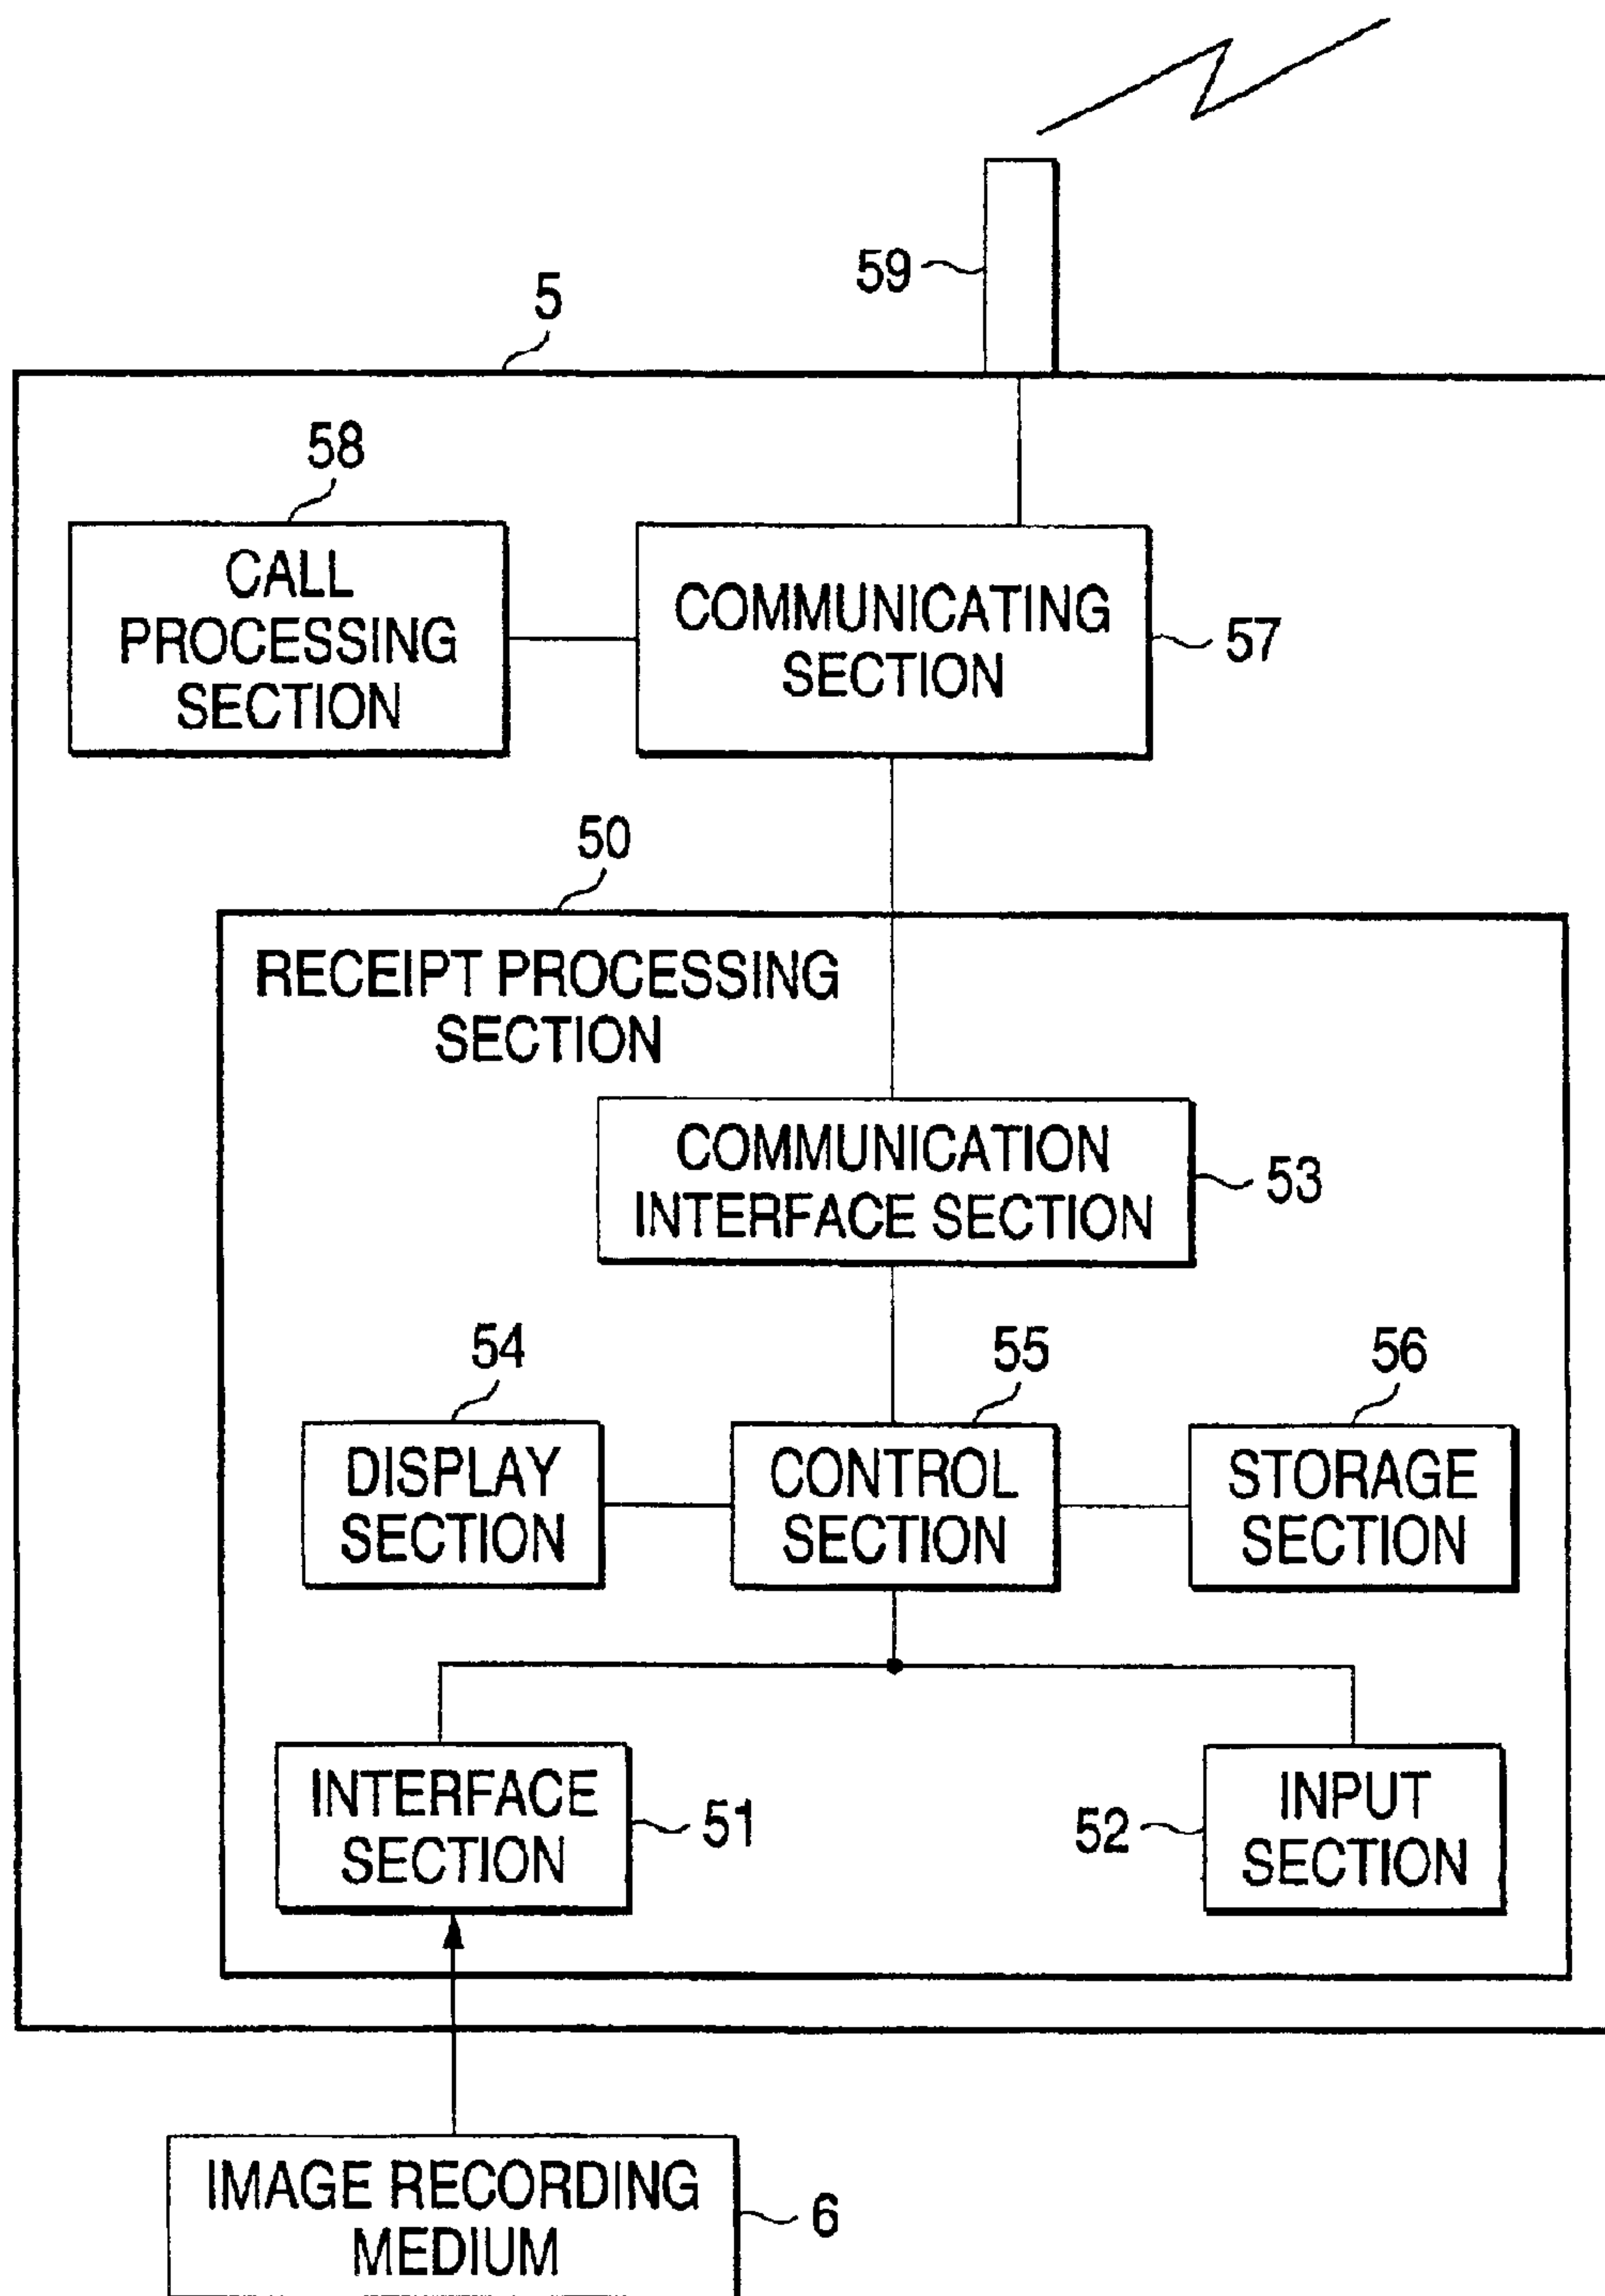 59
5
58
CALL
PROCESSING
SECTION
COMMUNICATING
SECTION
57
50
RECEIPT PROCESSING
SECTION
COMMUNICATION
INTERFACE SECTION
53
54
55
56
DISPLAY
SECTION
CONTROL
SECTION
STORAGE
SECTION
INTERFACE
SECTION
51
52
INPUT
SECTION
IMAGE RECORDING
MEDIUM
6